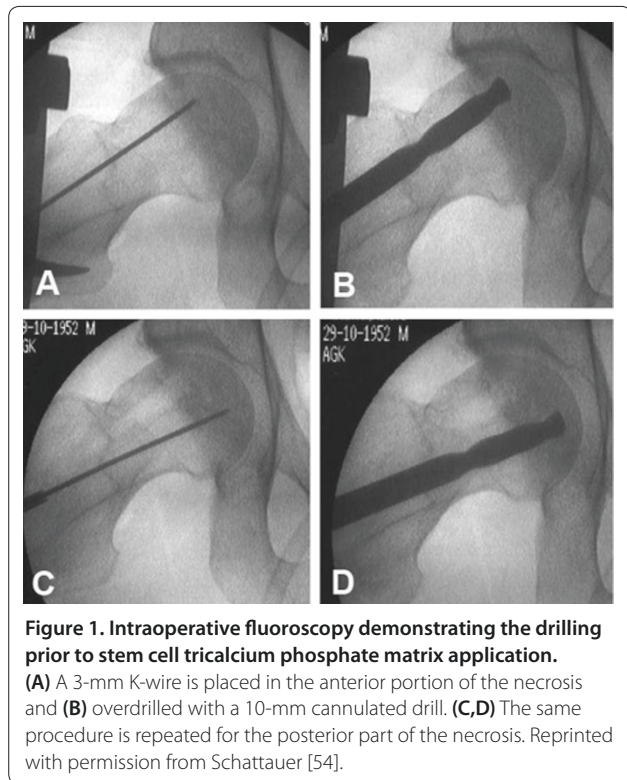 M
M
A
B
9-10-1952 M
GK
29-10-1952 M
AGK
C
D
Figure 1. Intraoperative fluoroscopy demonstrating the drilling
prior to stem cell tricalcium phosphate matrix application.
(A) A 3-mm K-wire is placed in the anterior portion of the necrosis
and (B) overdrilled with a 10-mm cannulated drill. (C,D) The same
procedure is repeated for the posterior part of the necrosis. Reprinted
with permission from Schattauer [54].